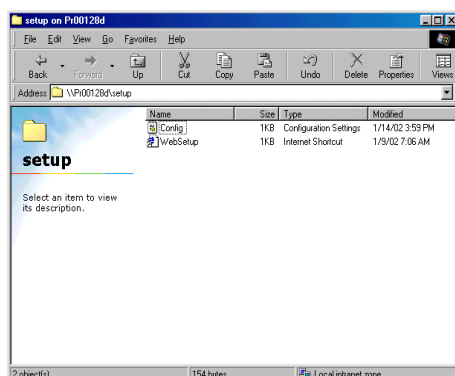 setup on Pr00128d
File Edit View Go Favorites Help
Back Forward Up Cut Copy Paste Undo Delete Properties Views
Address \\Pr00128d\setup
Name Size Type Modified
Config 1KB Configuration Settings 1/14/02 3:59 PM
WebSetup 1KB Internet Shortcut 1/9/02 7:06 AM
setup
Select an item to view
its description.
2 object(s) 154 bytes Local intranet zone